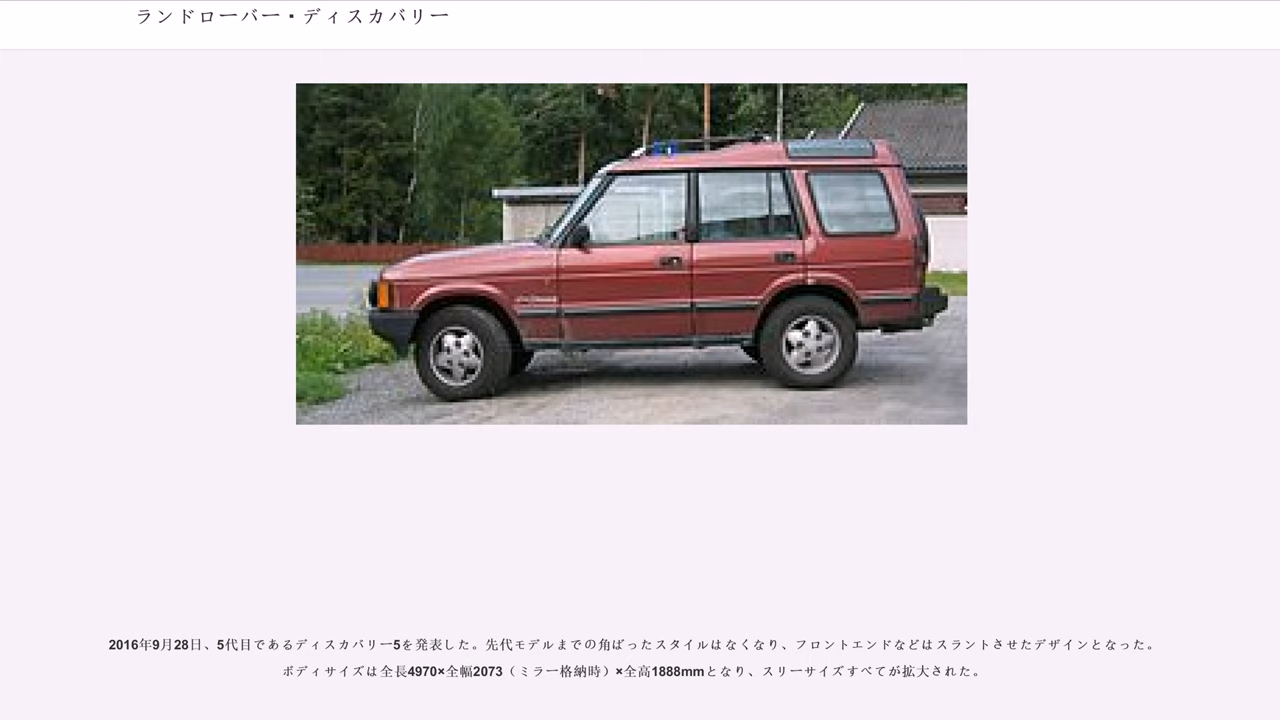 ランドローバー・ディスカバリー
2016年9月28日、5代目であるディスカバリー5を発表した。先代モデルまでの角ばったスタイルはなくなり、フロントエンドなどはスラントさせたデザインとなった。
ボディサイズは全長4970×全幅2073（ミラー格納時）×全高1888mmとなり、スリーサイズすべてが拡大された。